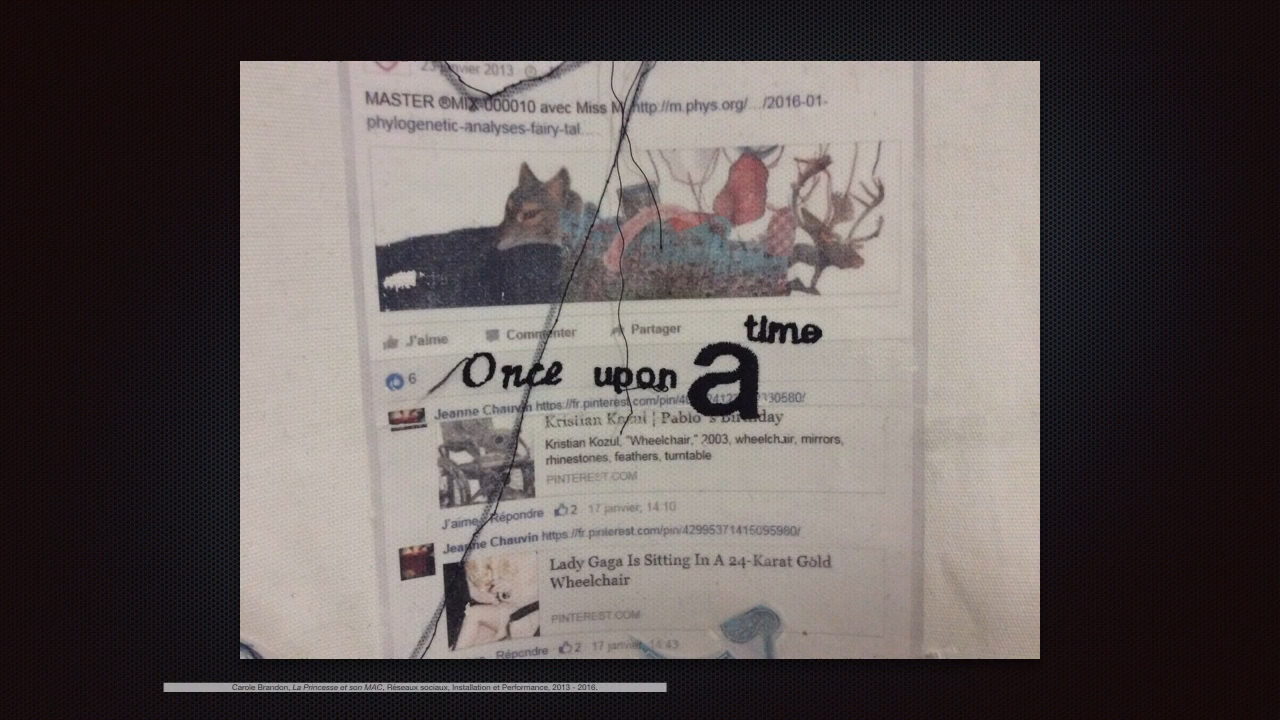 23 janvier 2013
MASTER ®MIX 000010 avec Miss M http://m.phys.org/.../2016-01-
phylogenetic-analyses-fairy-tal...
J'aime Commenter Partager
time
Once upon a
6
Jeanne Chauvin https://fr.pinterest.com/pin/
Kristian Kozul | Pablo's Birthday
Kristian Kozul, "Wheelchair," 2003, wheelchair, mirrors,
rhinestones, feathers, turntable
PINTEREST.COM
J'aime Répondre 2 · 17 janvier, 14:10
Jeanne Chauvin https://fr.pinterest.com/pin/42995371415095980/
Lady Gaga Is Sitting In A 24-Karat Gold
Wheelchair
PINTEREST.COM
Répondre 2 · 17 janvier, 14:43
Carole Brandon, La Princesse et son MAC, Réseaux sociaux, Installation et Performance, 2013 - 2016.